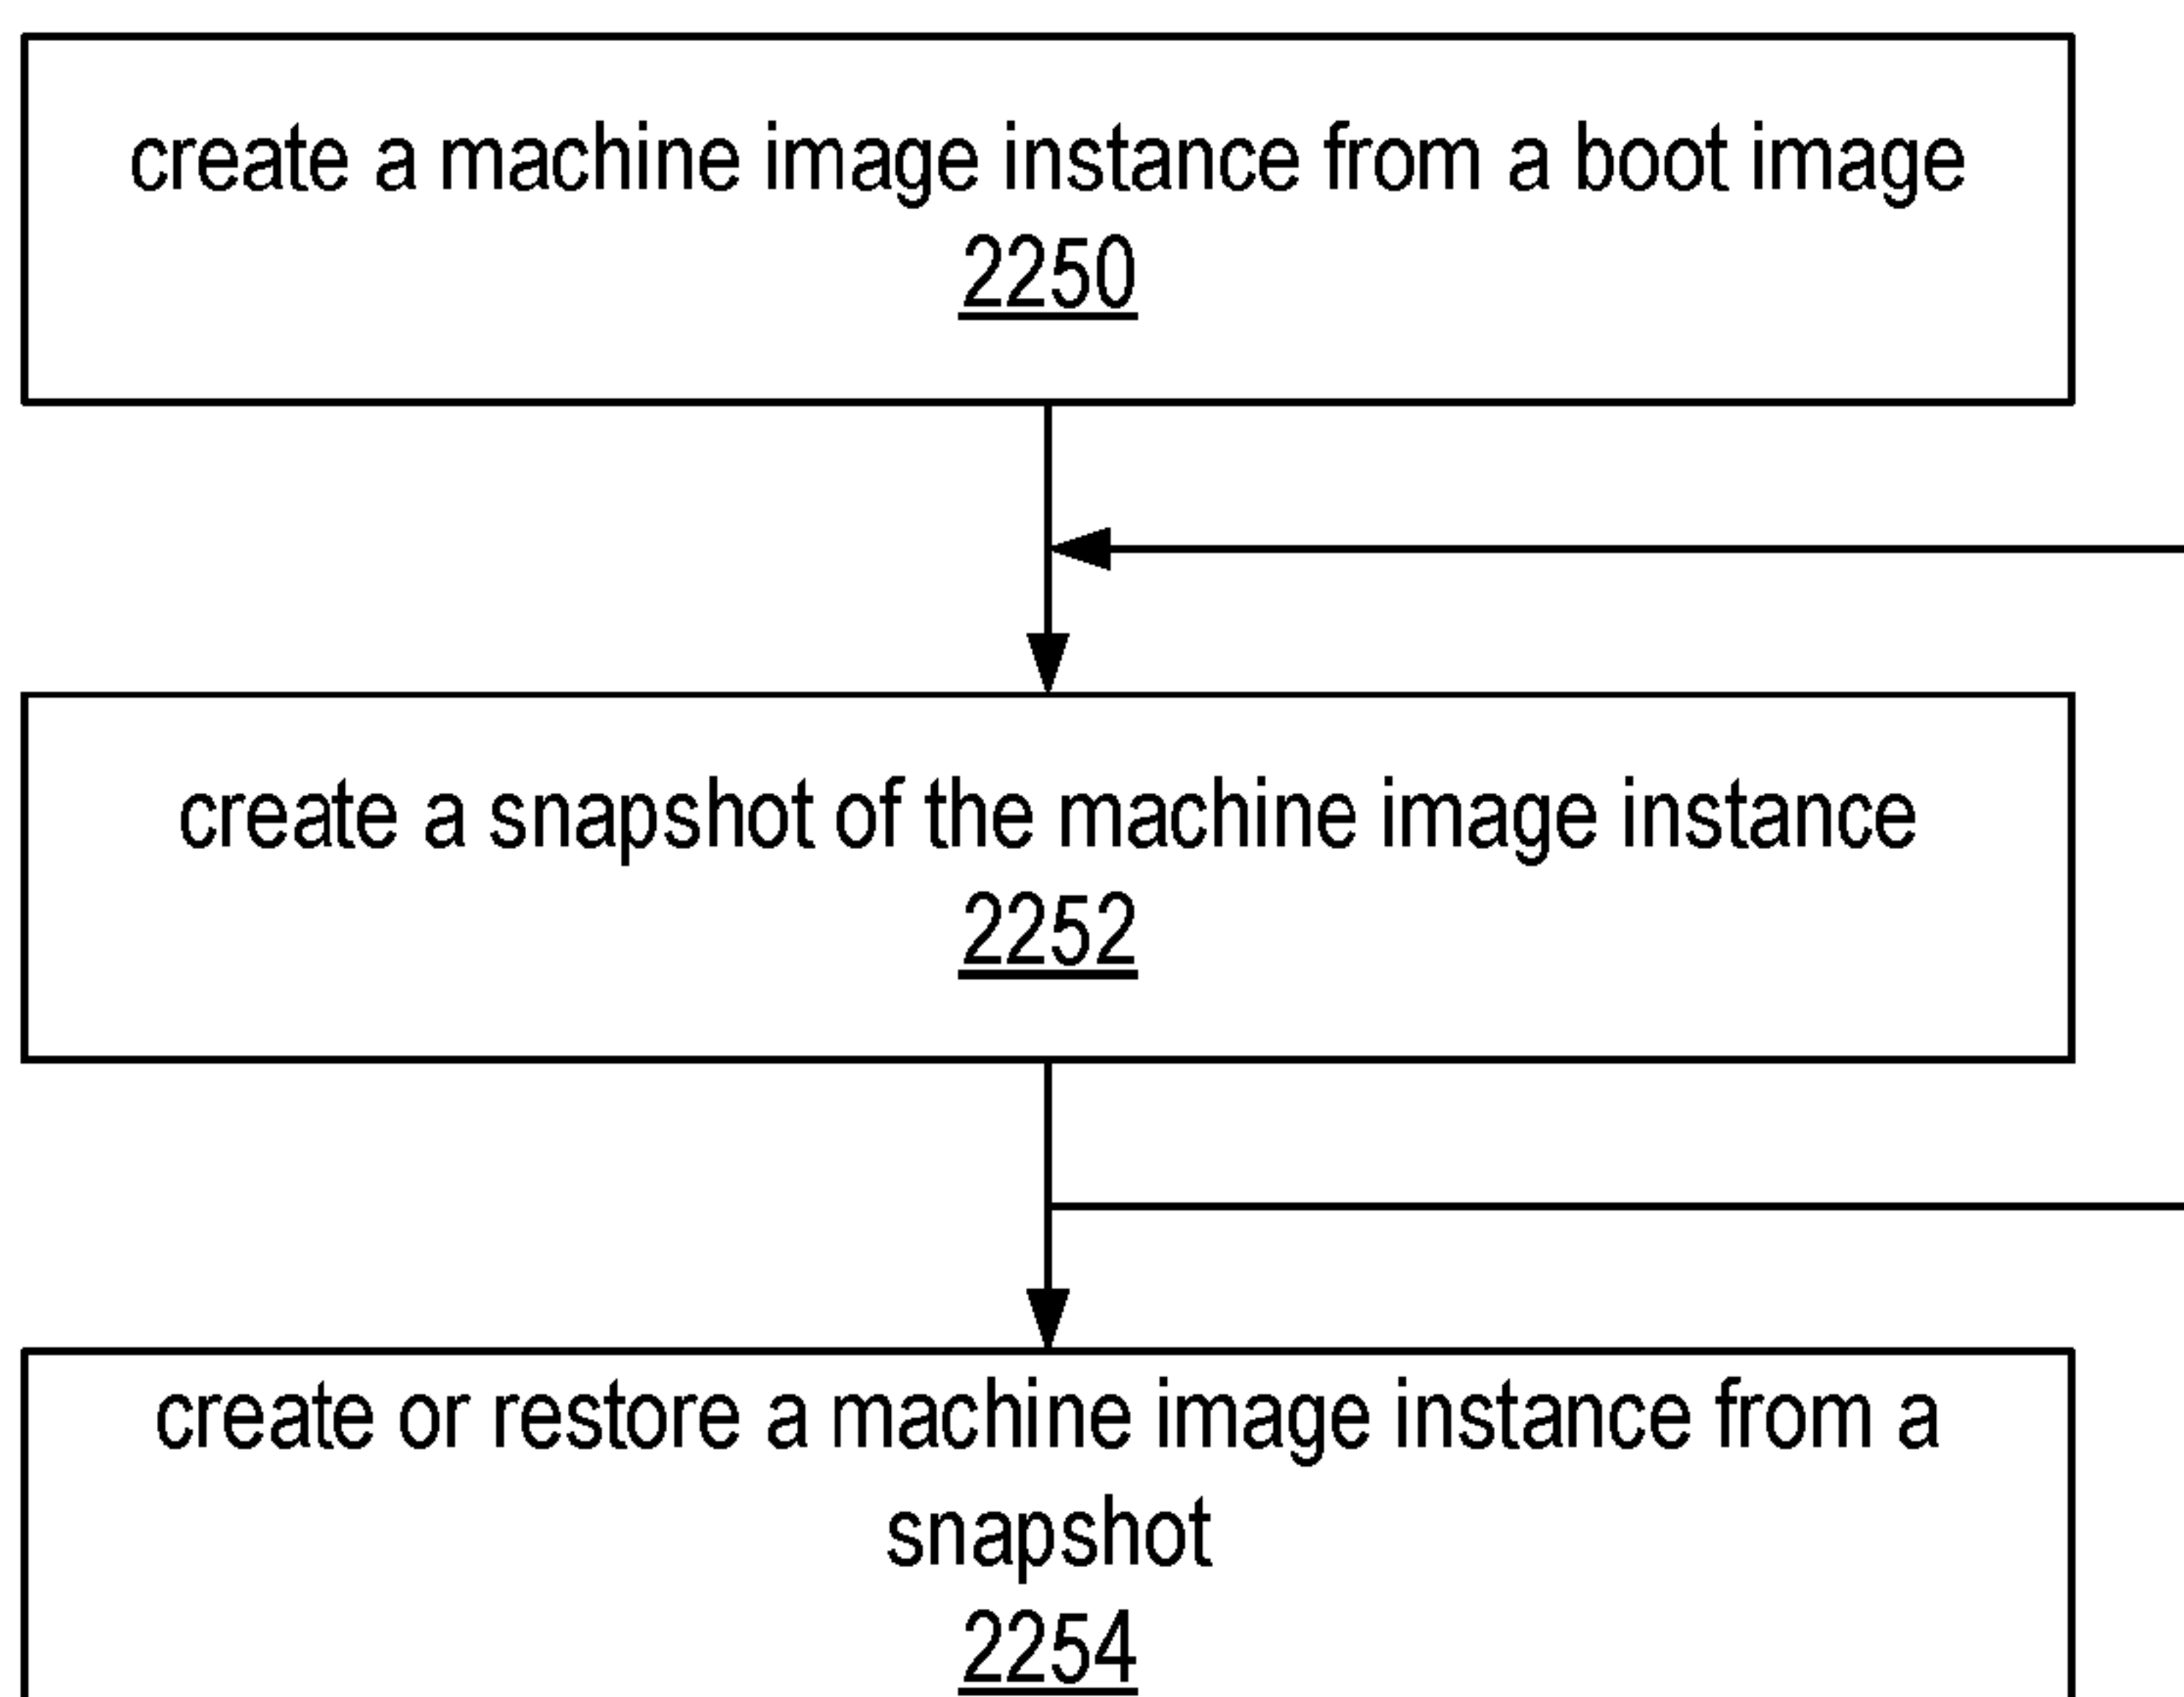 create a machine image instance from a boot image
2250
create a snapshot of the machine image instance
2252
create or restore a machine image instance from a
snapshot
2254